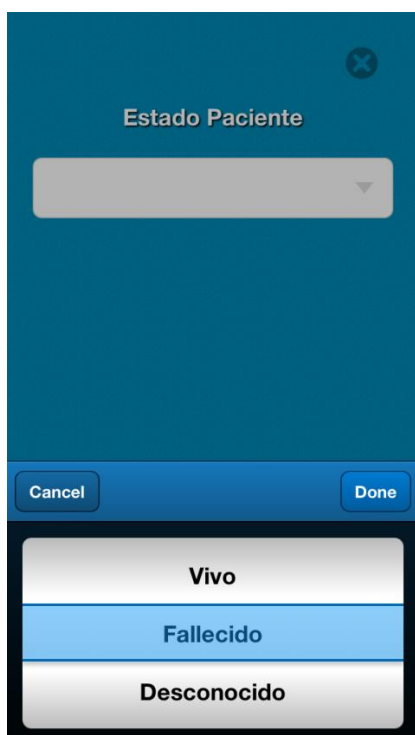 Estado Paciente
Cancel
Done
Vivo
Fallecido
Desconocido